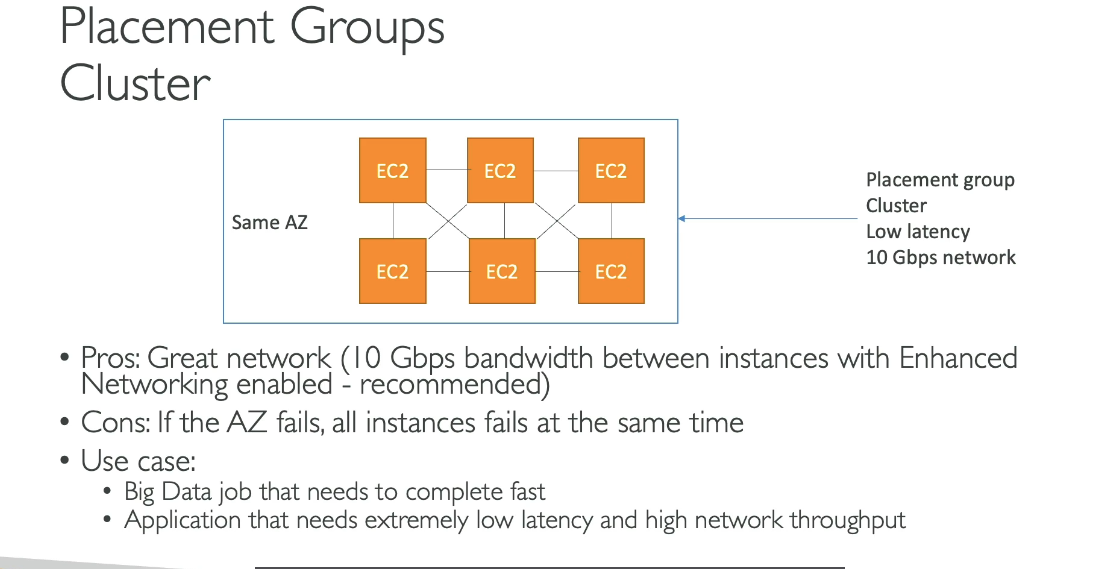 Placement Groups
Cluster
EC2 EC2 EC2
Same AZ
EC2 EC2 EC2
Placement group
Cluster
Low latency
10 Gbps network
• Pros: Great network (10 Gbps bandwidth between instances with Enhanced
Networking enabled - recommended)
• Cons: If the AZ fails, all instances fails at the same time
• Use case:
• Big Data job that needs to complete fast
• Application that needs extremely low latency and high network throughput